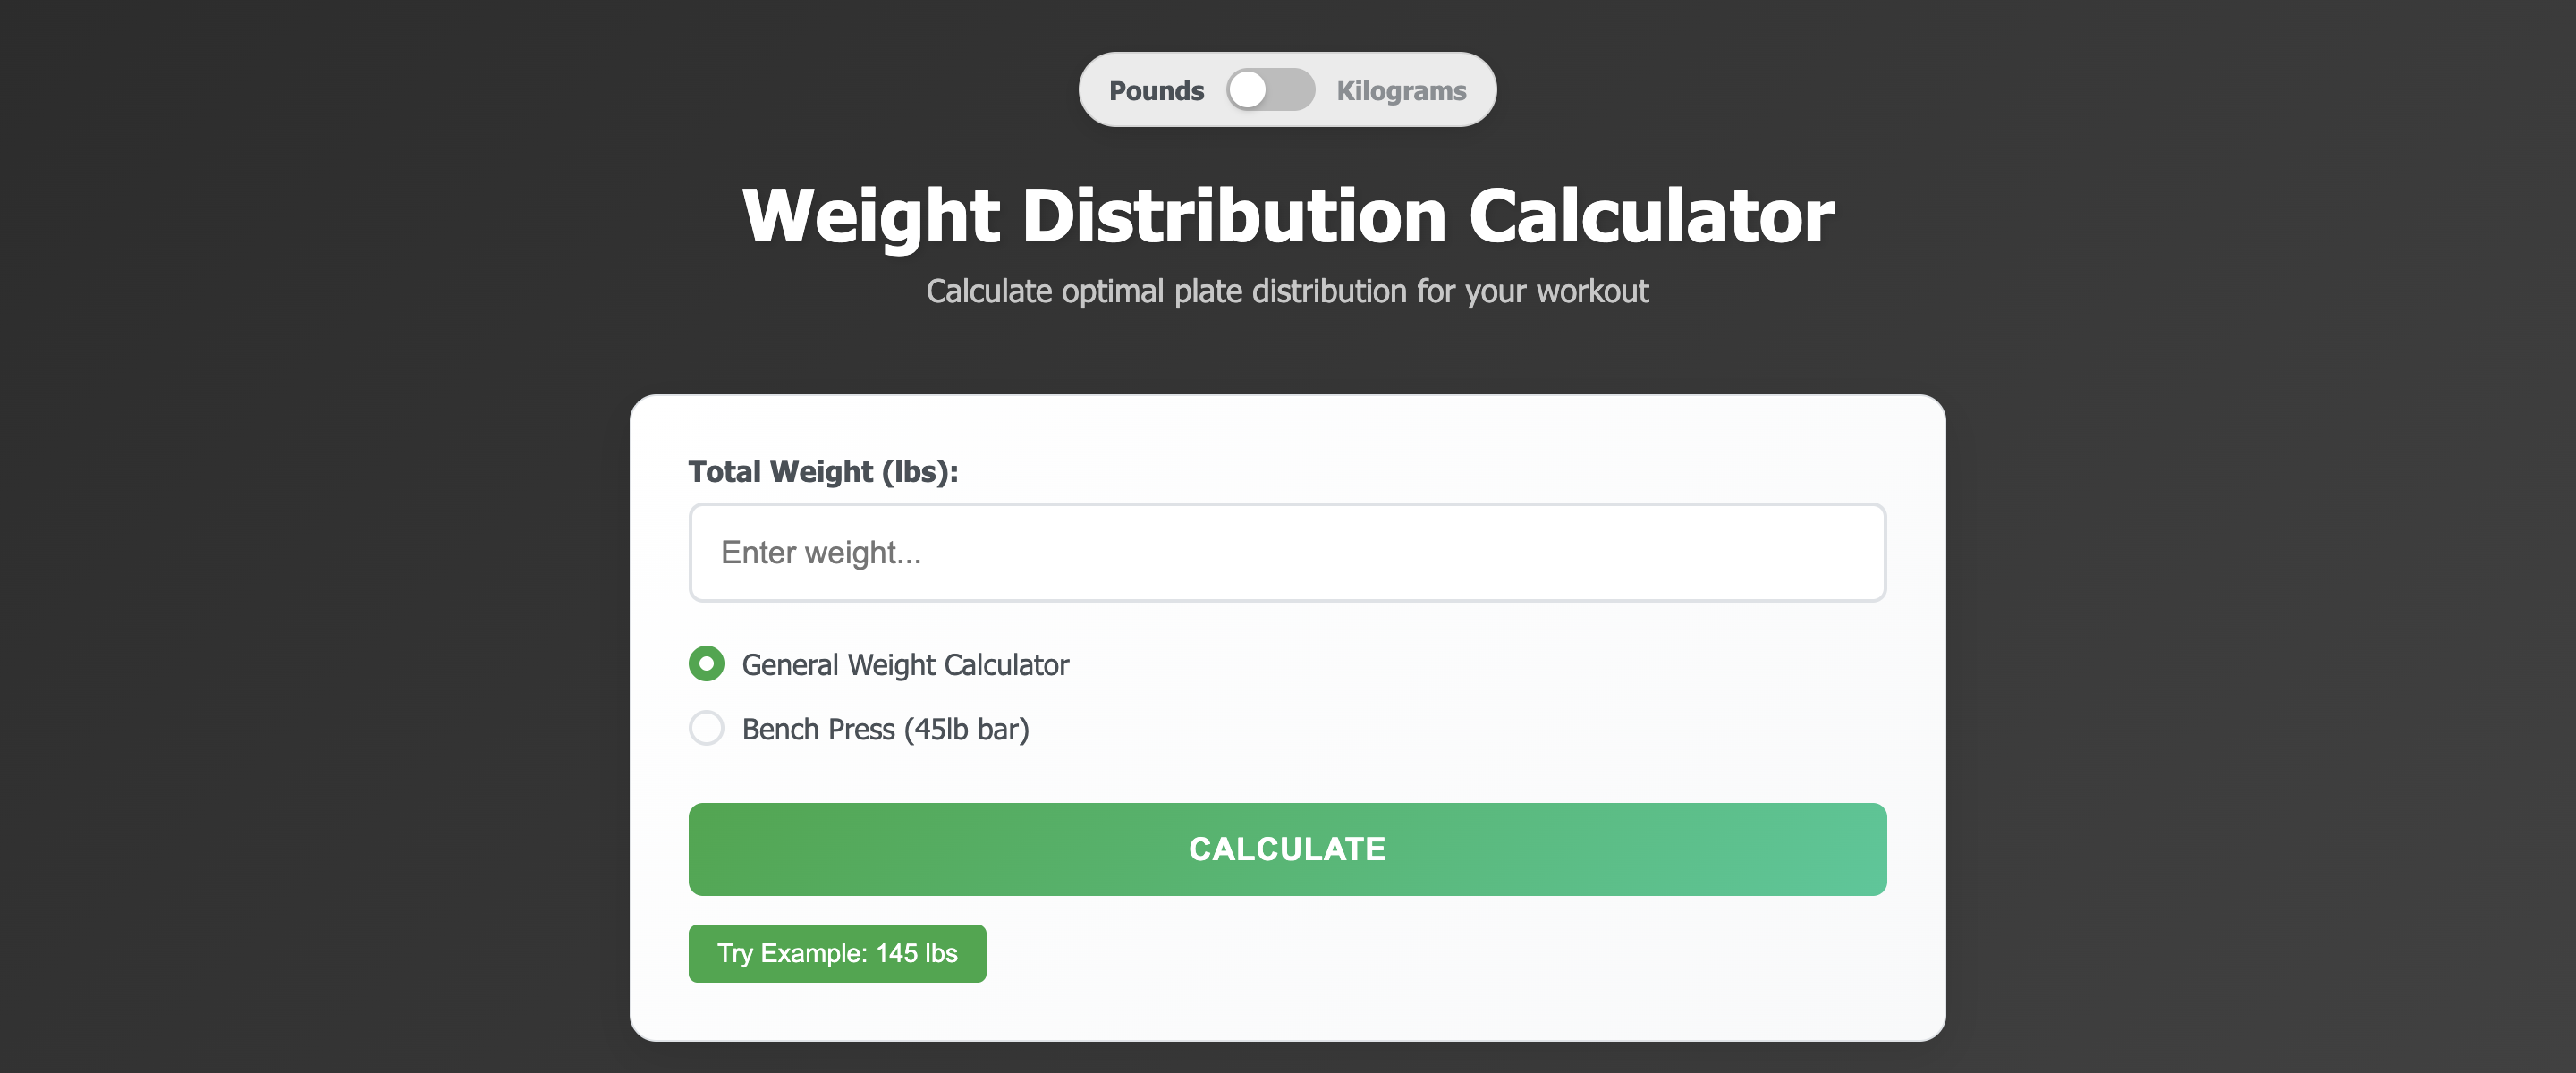 Pounds Kilograms
Weight Distribution Calculator
Calculate optimal plate distribution for your workout
Total Weight (lbs):
Enter weight...
General Weight Calculator
Bench Press (45lb bar)
CALCULATE
Try Example: 145 lbs